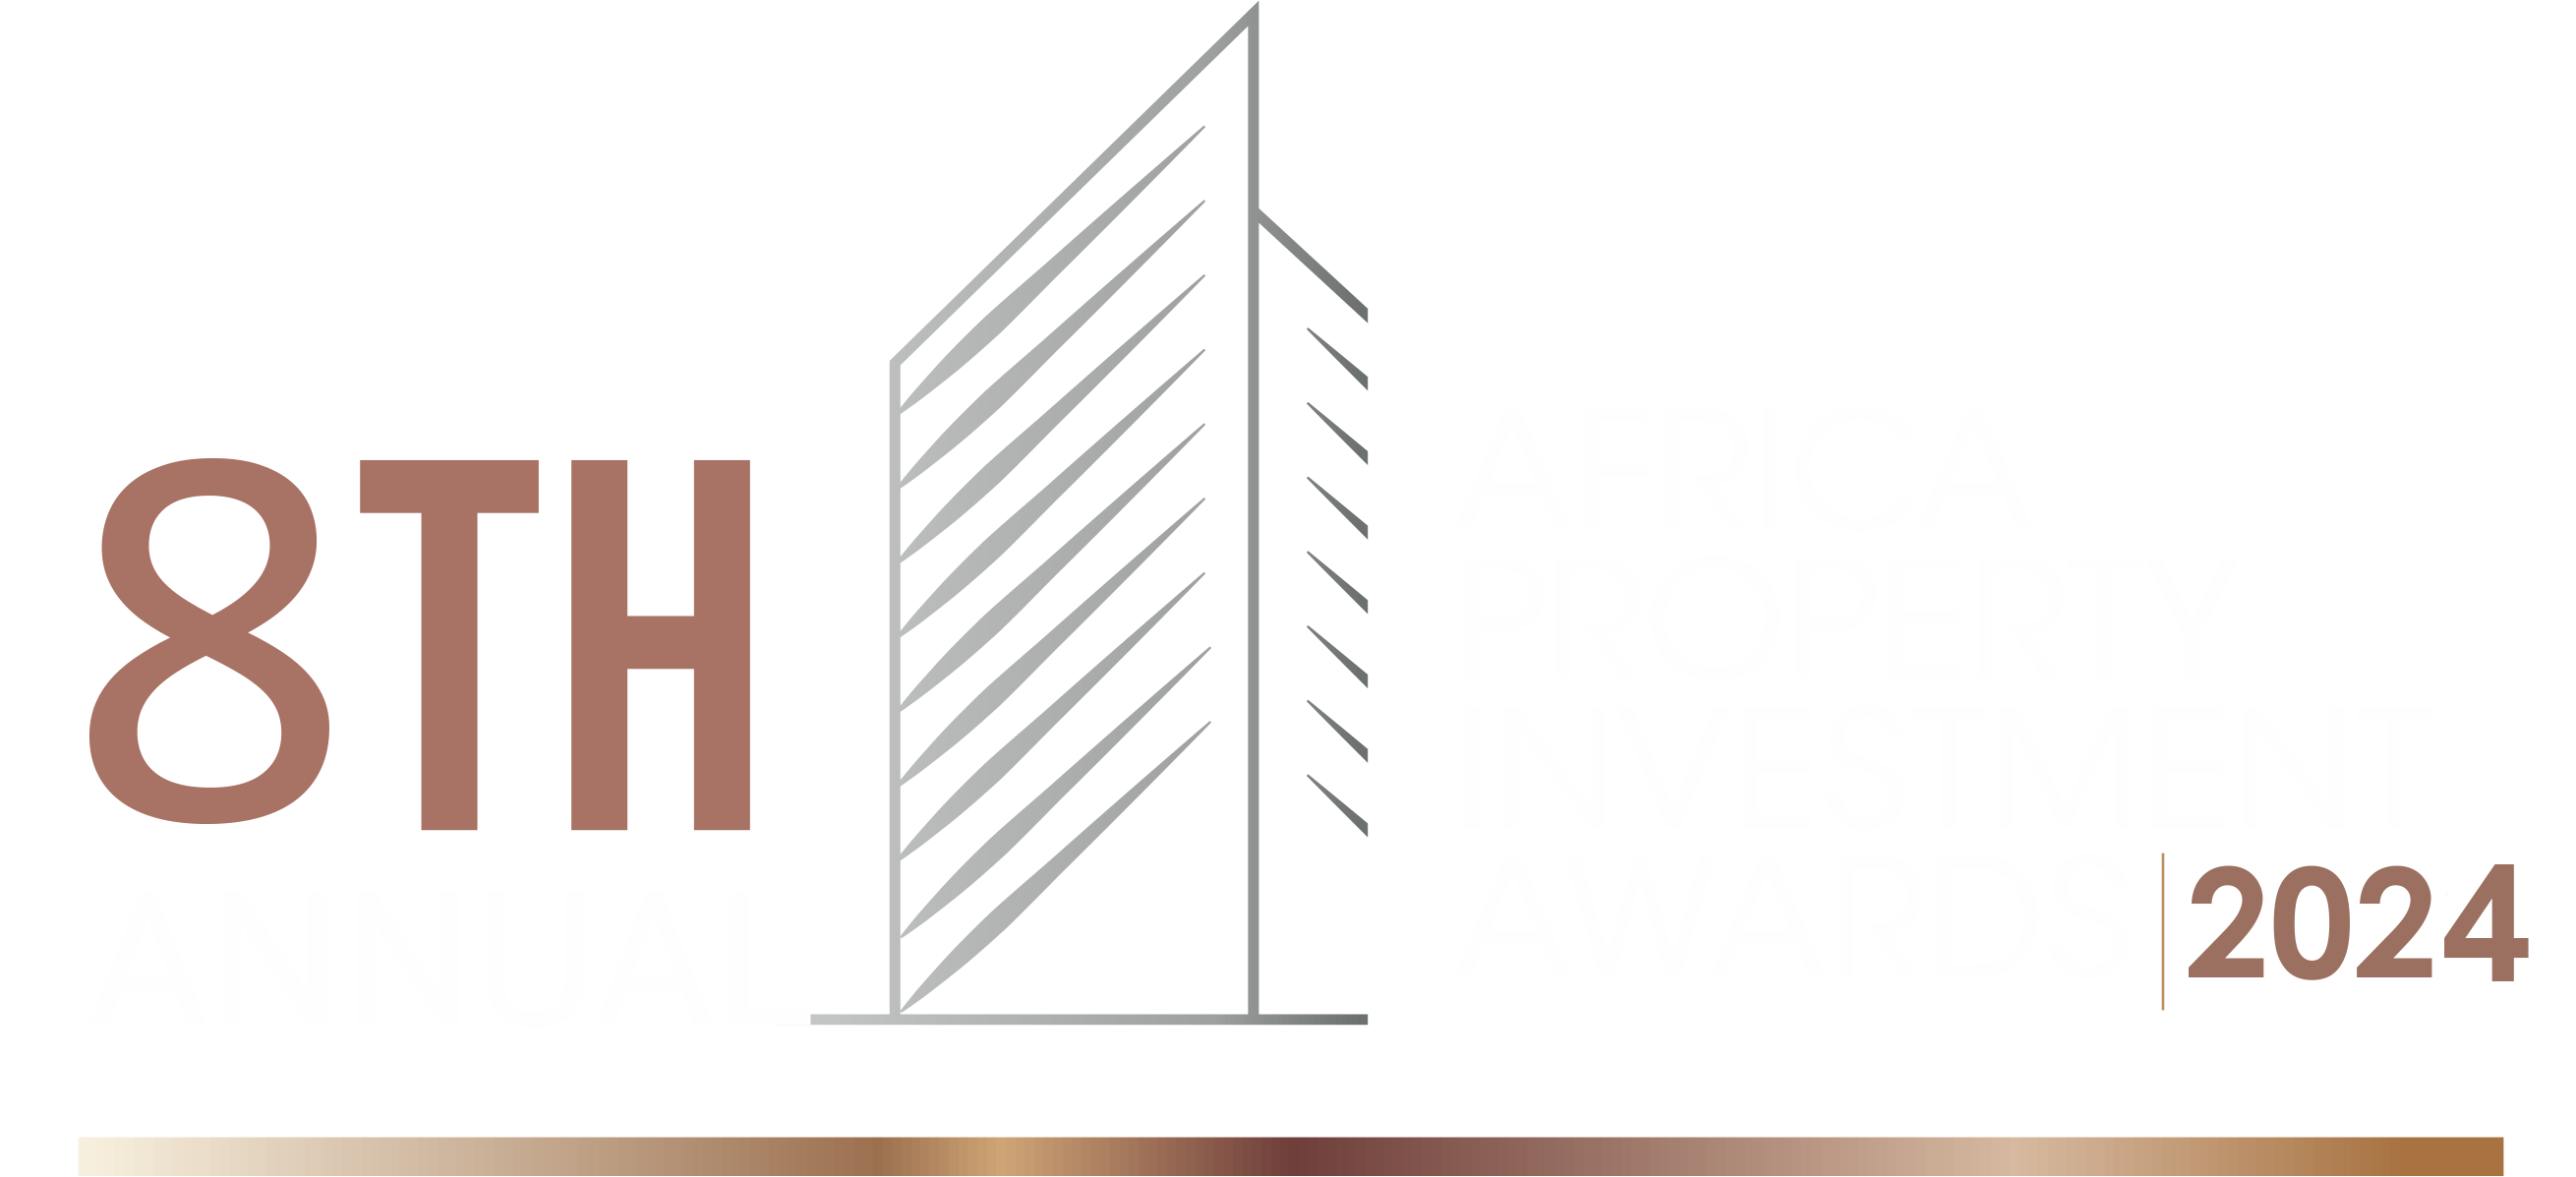 8TH
ANNUAL
AFRICA
PROPERTY
INVESTMENT
AWARDS 2024